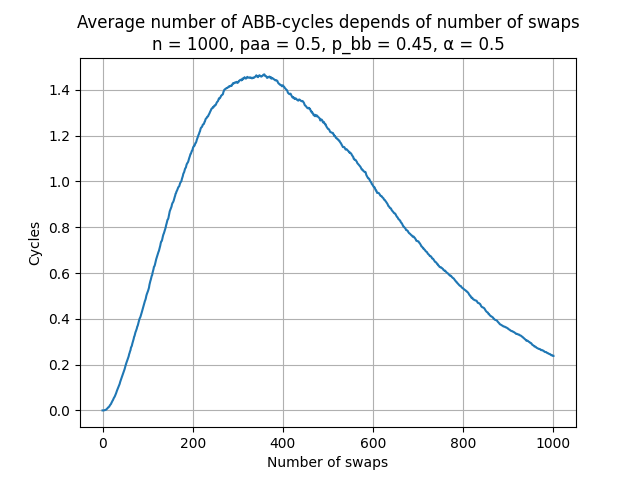 Average number of ABB-cycles depends of number of swaps
n = 1000, paa = 0.5, p_bb = 0.45, α = 0.5
1.4
1.2
1.0
0.8
0.6
0.4
0.2
0.0
Cycles
0 200 400 600 800 1000
Number of swaps